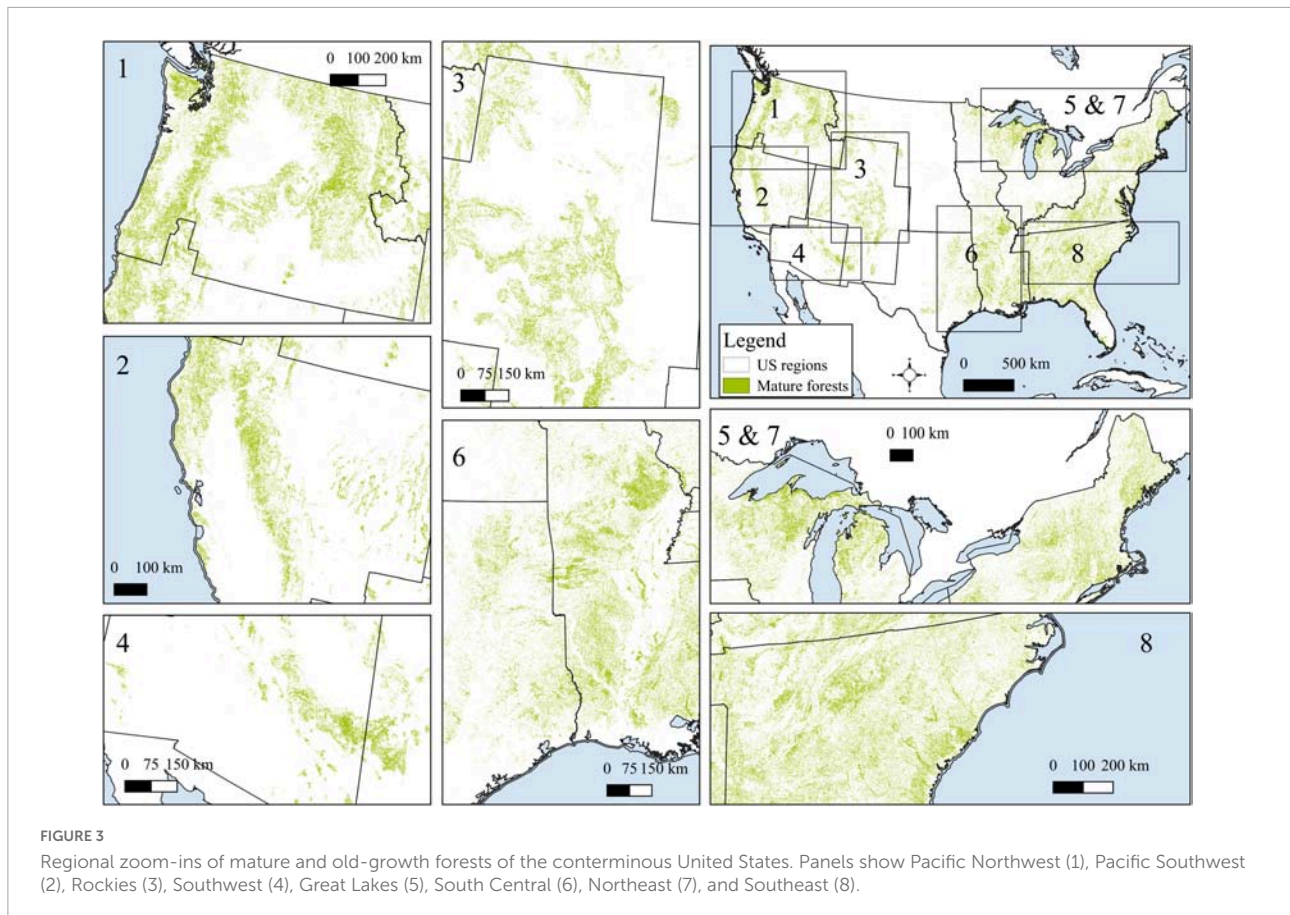 1
0 100 200 km
3
0 75 150 km
1
2
3
4
5 & 7
6
8
Legend
US regions
Mature forests
0 500 km
2
0 100 km
6
0 75 150 km
5 & 7
0 100 km
4
0 75 150 km
8
0 100 200 km
FIGURE 3
Regional zoom-ins of mature and old-growth forests of the conterminous United States. Panels show Pacific Northwest (1), Pacific Southwest
(2), Rockies (3), Southwest (4), Great Lakes (5), South Central (6), Northeast (7), and Southeast (8).